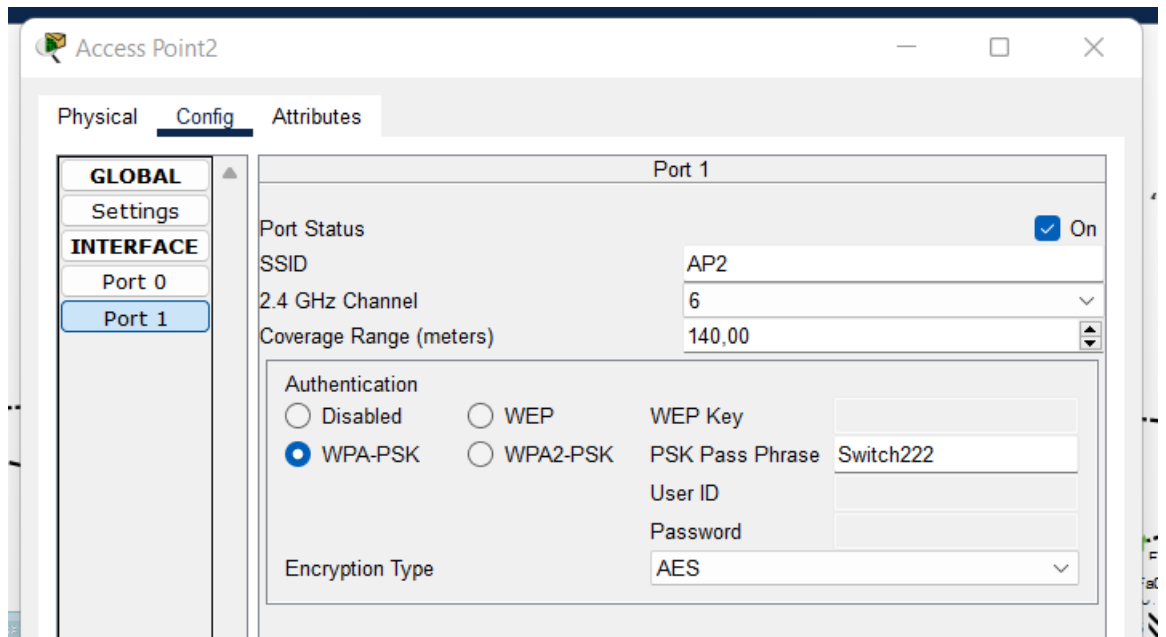 Access Point2
Physical Config Attributes
GLOBAL
Settings
INTERFACE
Port 0
Port 1
Port 1
Port Status On
SSID AP2
2.4 GHz Channel 6
Coverage Range (meters) 140,00
Authentication
Disabled WEP WEP Key
WPA-PSK WPA2-PSK PSK Pass Phrase Switch222
User ID
Password
Encryption Type AES